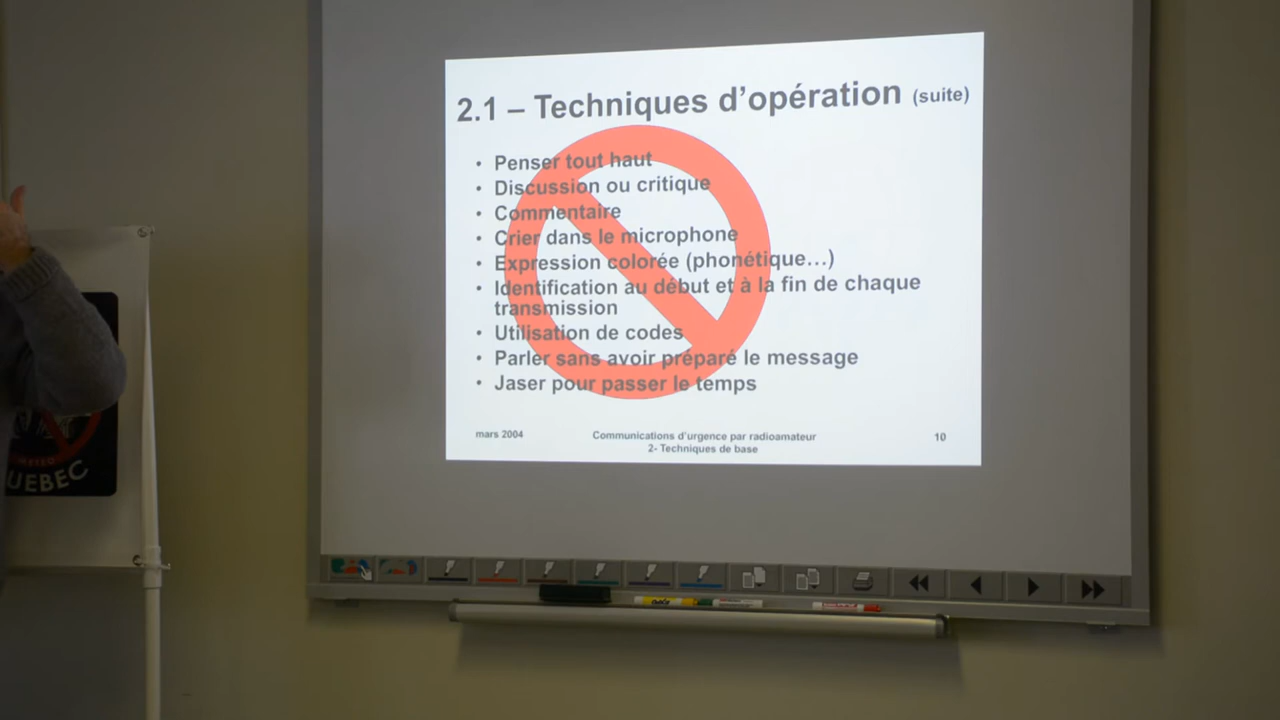 2.1 – Techniques d'opération (suite)
• Penser tout haut
• Discussion ou critique
• Commentaire
• Crier dans le microphone
• Expression colorée (phonétique...)
• Identification au début et à la fin de chaque
transmission
• Utilisation de codes
• Parler sans avoir préparé le message
• Jaser pour passer le temps
mars 2004
Communications d'urgence par radioamateur
2- Techniques de base
10
METEO
UEBEC